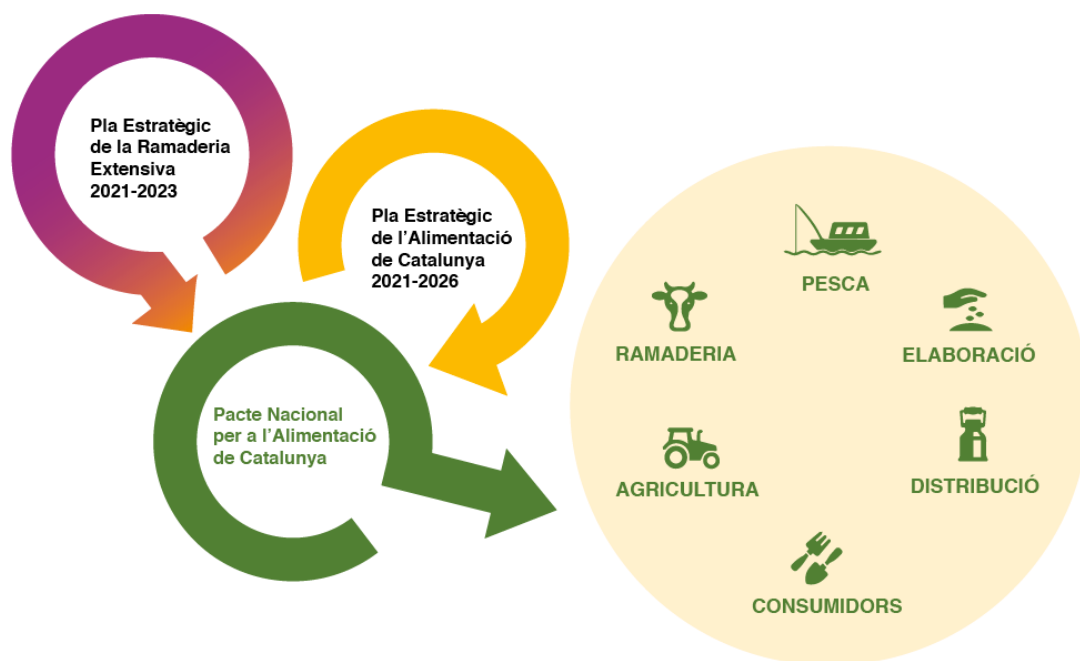 Pla Estratègic
de la Ramaderia
Extensiva
2021-2023
Pla Estratègic
de l’Alimentació
de Catalunya
2021-2026
Pacte Nacional
per a l’Alimentació
de Catalunya
PESCA
RAMADERIA
ELABORACIÓ
AGRICULTURA
DISTRIBUCIÓ
CONSUMIDORS